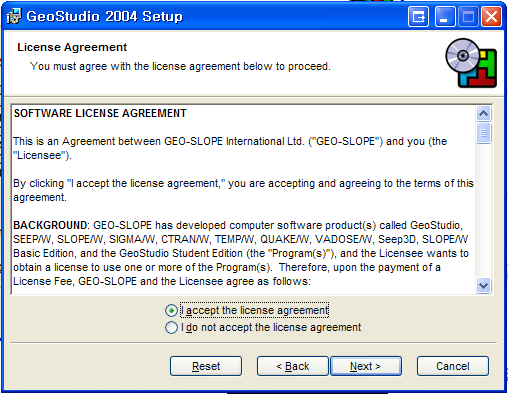 GeoStudio 2004 Setup
License Agreement
You must agree with the license agreement below to proceed.
SOFTWARE LICENSE AGREEMENT
This is an Agreement between GEO-SLOPE International Ltd. ("GEO-SLOPE") and you (the
"Licensee").
By clicking "I accept the license agreement," you are accepting and agreeing to the terms of this
agreement.
BACKGROUND: GEO-SLOPE has developed computer software product(s) called GeoStudio,
SEEP/W, SLOPE/W, SIGMA/W, CTRAN/W, TEMP/W, QUAKE/W, VADOSE/W, Seep3D, SLOPE/W
Basic Edition, and the GeoStudio Student Edition (the "Program(s)"), and the Licensee wants to
obtain a license to use one or more of the Program(s). Therefore, upon the payment of a
License Fee, GEO-SLOPE and the Licensee agree as follows:
I accept the license agreement
I do not accept the license agreement
Reset
< Back
Next >
Cancel